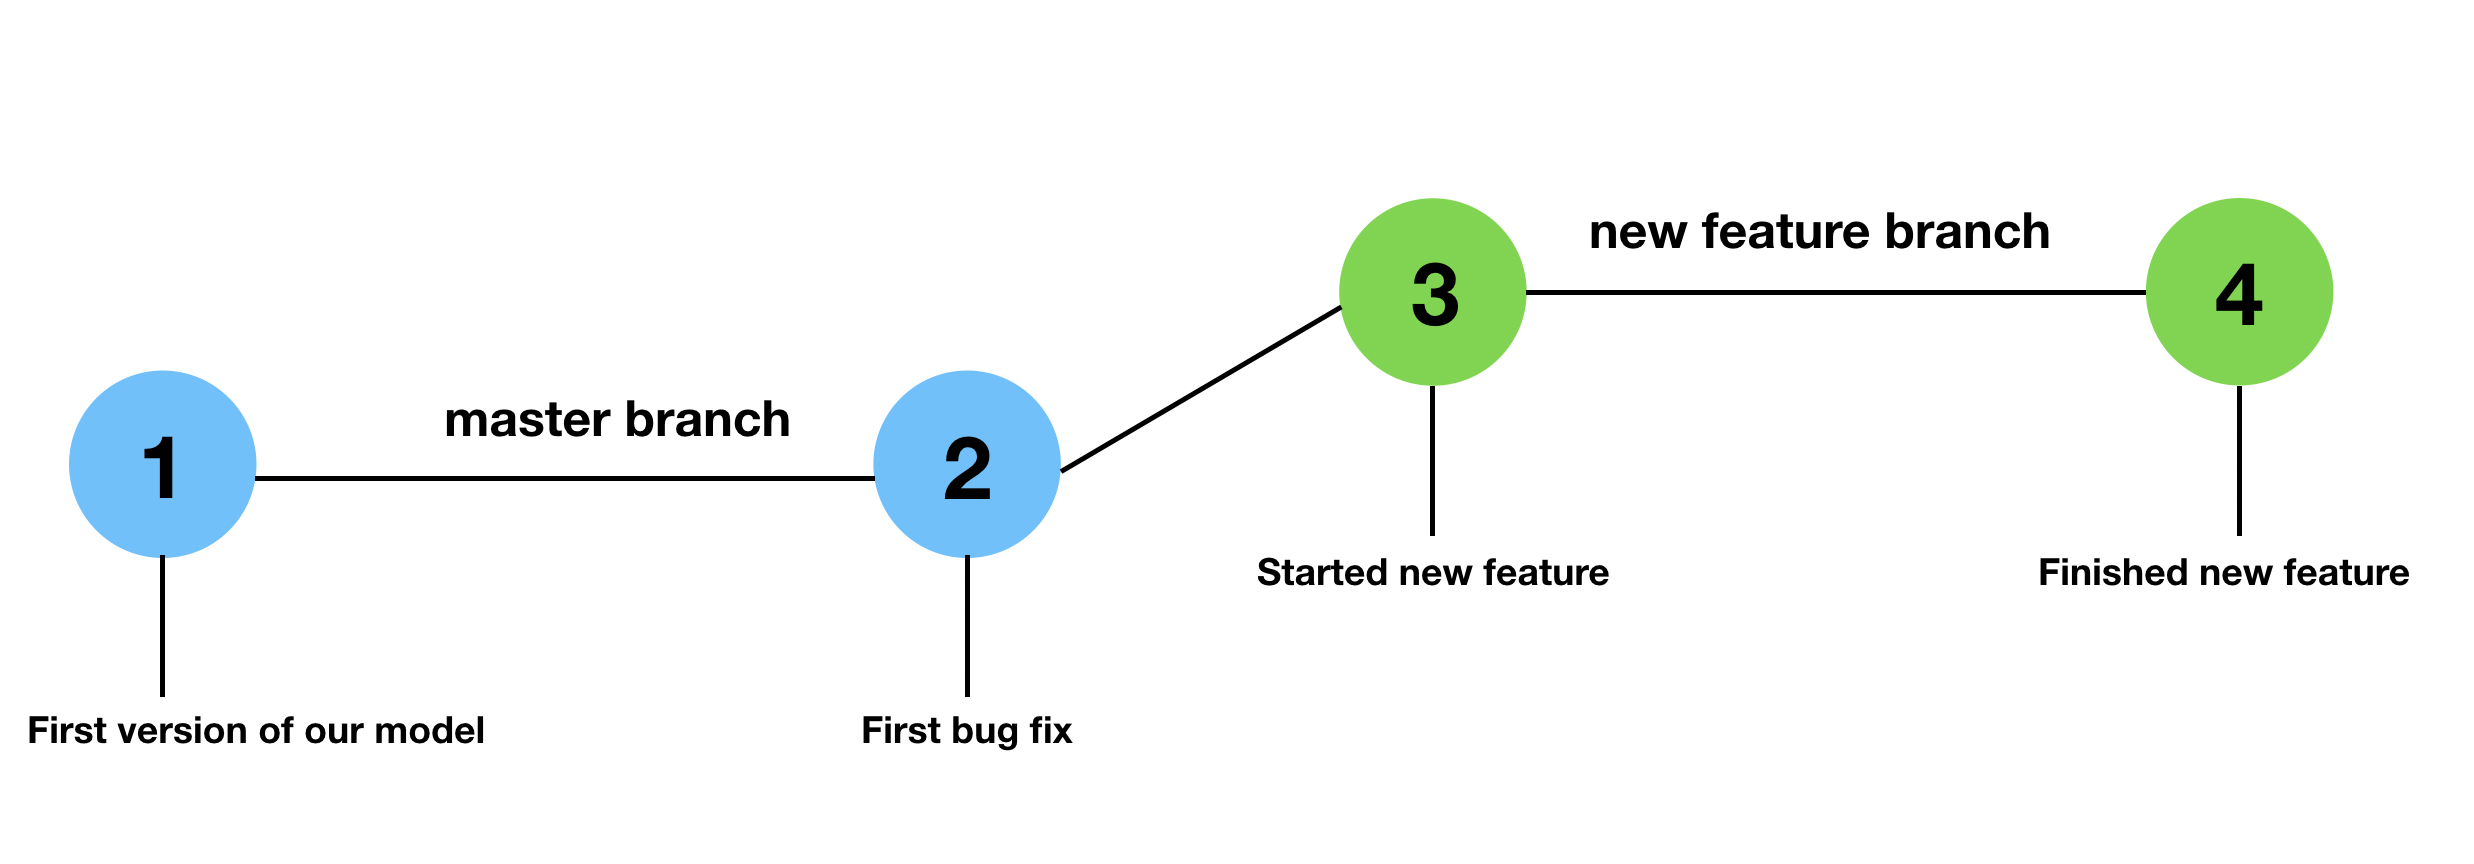 new feature branch
3
4
master branch
1
2
Started new feature
Finished new feature
First version of our model
First bug fix